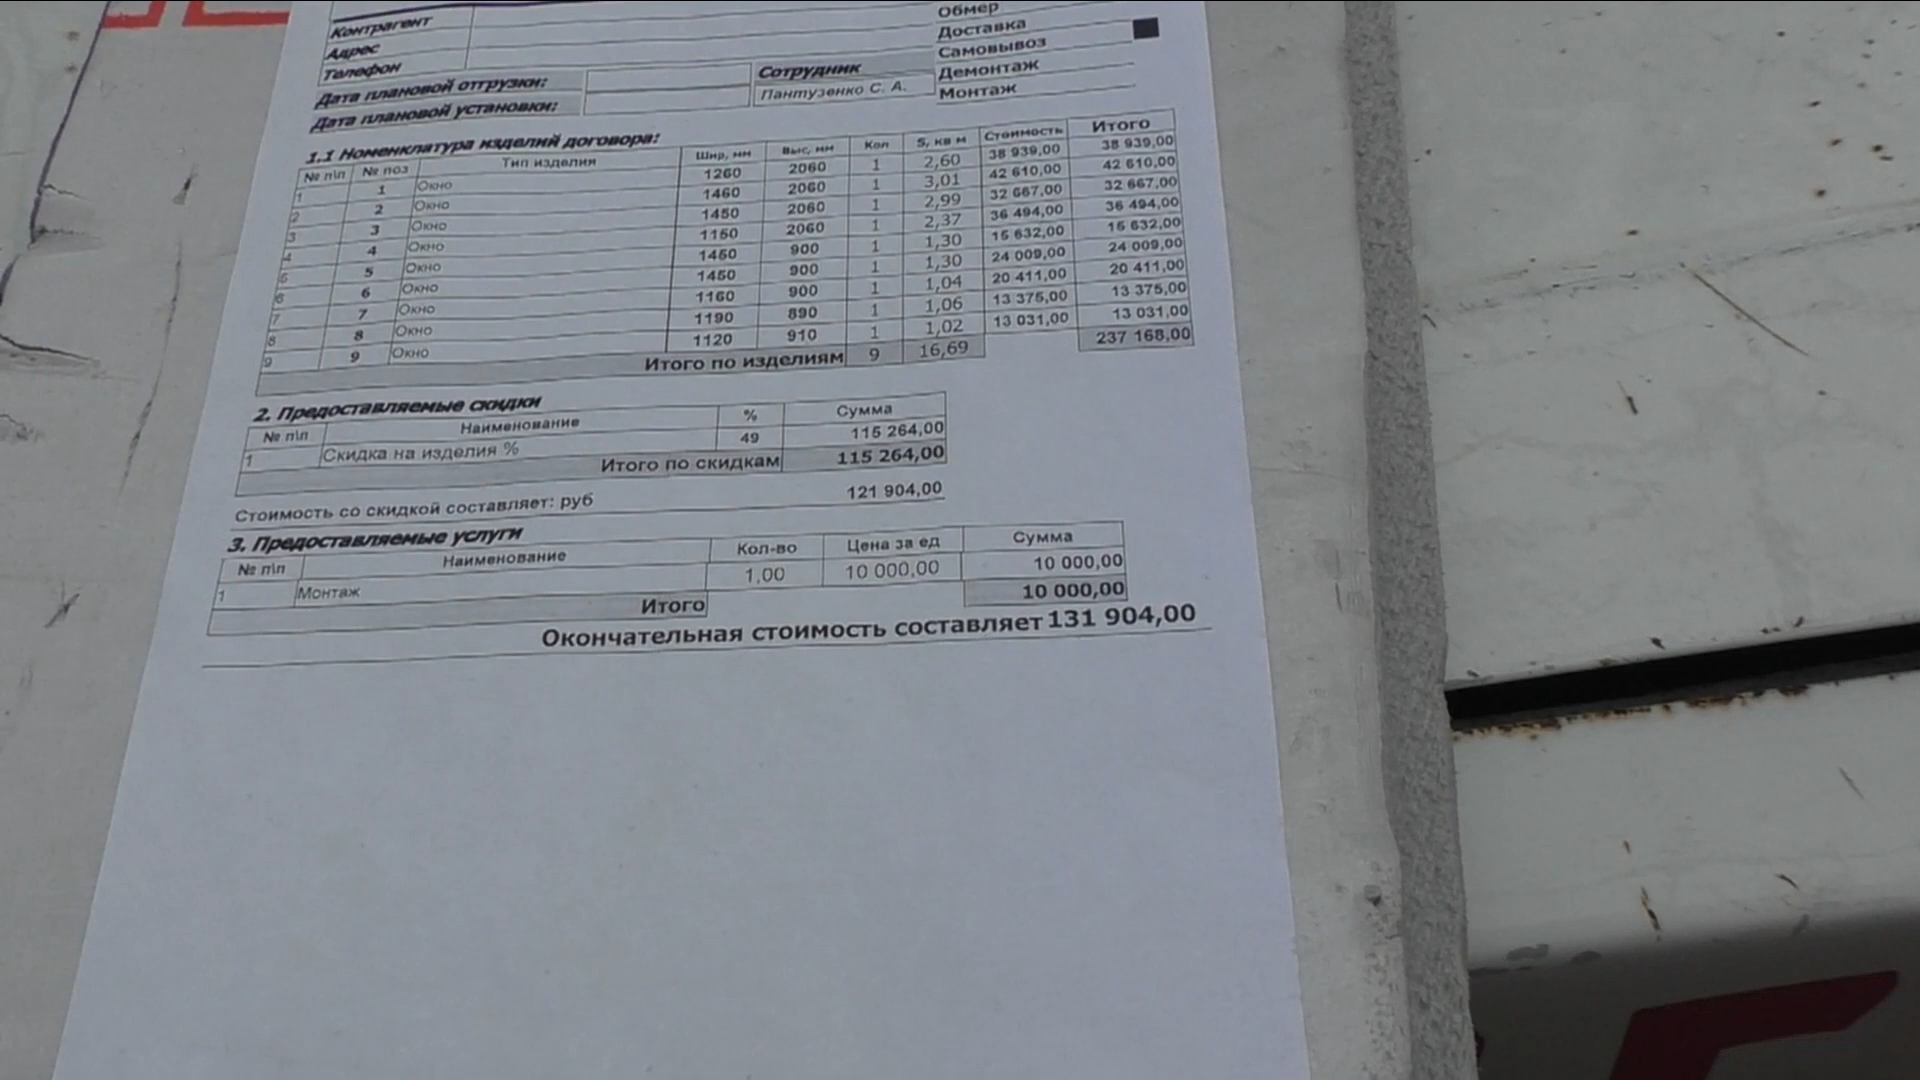 Контрагент
Адрес
Телефон
Обмер
Доставка
Самовывоз
Демонтаж
Монтаж
Дата плановой отгрузки:
Дата плановой установки:
Сотрудник
Пантузенко С. А.
1.1 Номенклатура изделий договора:
№ п\п № поз Тип изделия Шир, мм Выс, мм Кол S, кв м Стоимость Итого
1 1 Окно 1260 2060 1 2,60 38 939,00 38 939,00
2 2 Окно 1460 2060 1 3,01 42 610,00 42 610,00
3 3 Окно 1450 2060 1 2,99 32 667,00 32 667,00
4 4 Окно 1150 2060 1 2,37 36 494,00 36 494,00
5 5 Окно 1450 900 1 1,30 15 632,00 15 632,00
6 6 Окно 1450 900 1 1,30 24 009,00 24 009,00
7 7 Окно 1160 900 1 1,04 20 411,00 20 411,00
8 8 Окно 1190 890 1 1,06 13 375,00 13 375,00
9 9 Окно 1120 910 1 1,02 13 031,00 13 031,00
Итого по изделиям 9 16,69 237 168,00
2. Предоставляемые скидки
№ п\п Наименование % Сумма
1 Скидка на изделия % 49 115 264,00
Итого по скидкам 115 264,00
Стоимость со скидкой составляет: руб 121 904,00
3. Предоставляемые услуги
№ п\п Наименование Кол-во Цена за ед Сумма
1 Монтаж 1,00 10 000,00 10 000,00
Итого 10 000,00
Окончательная стоимость составляет 131 904,00